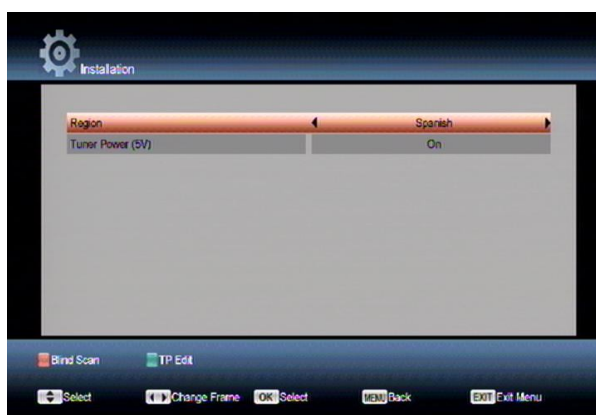 Installation
Region Spanish
Tuner Power (5V) On
Blind Scan TP Edit
Select Change Frame OK Select MENU Back EXIT Exit Menu